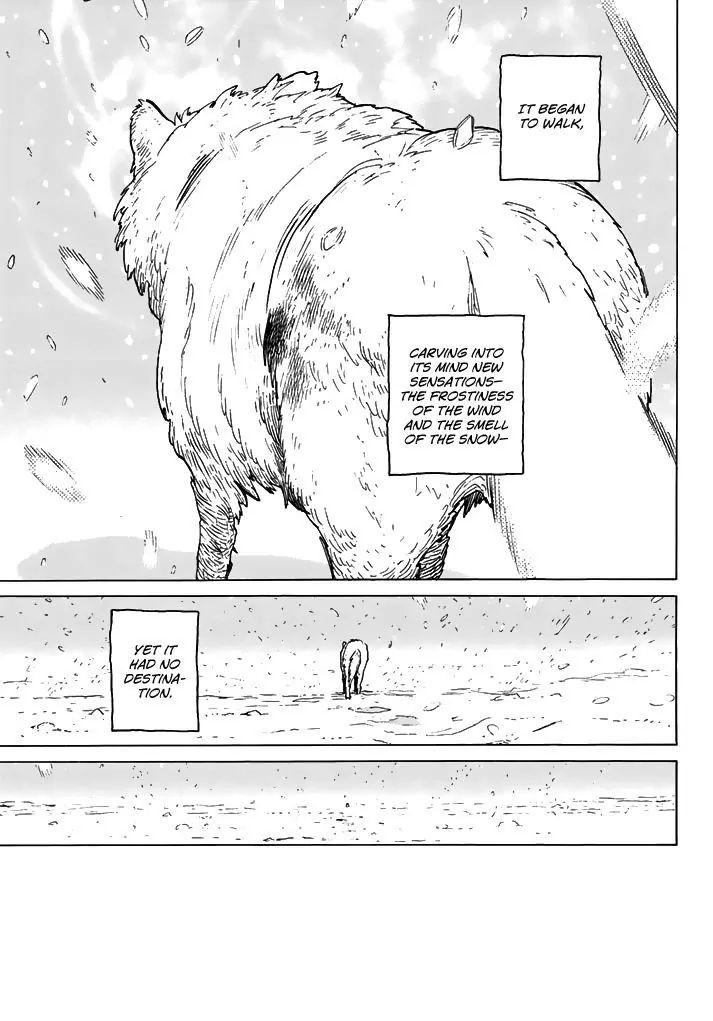 IT BEGAN
TO WALK,
CARVING INTO
ITS MIND NEW
SENSATIONS—
THE FROSTINESS
OF THE WIND
AND THE SMELL
OF THE SNOW—
YET IT
HAD NO
DESTINA-
TION.